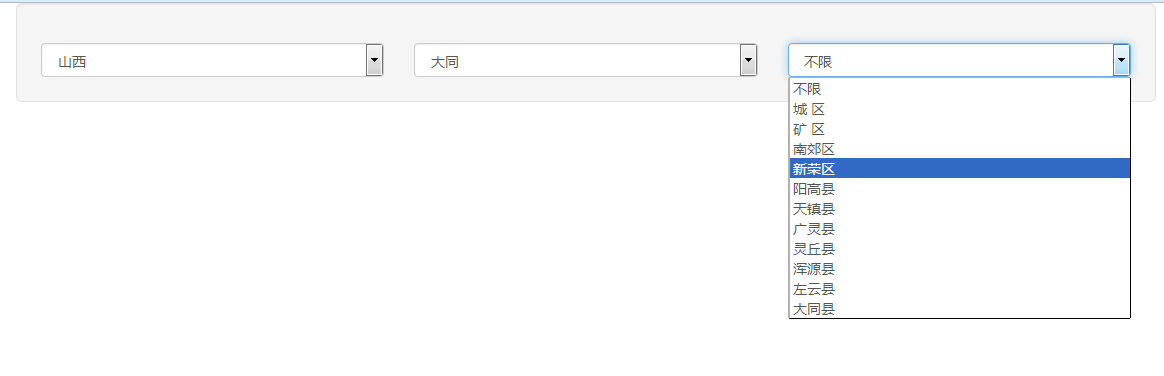 山西
大同
不限
不限
城 区
矿 区
南郊区
新荣区
阳高县
天镇县
广灵县
灵丘县
浑源县
左云县
大同县